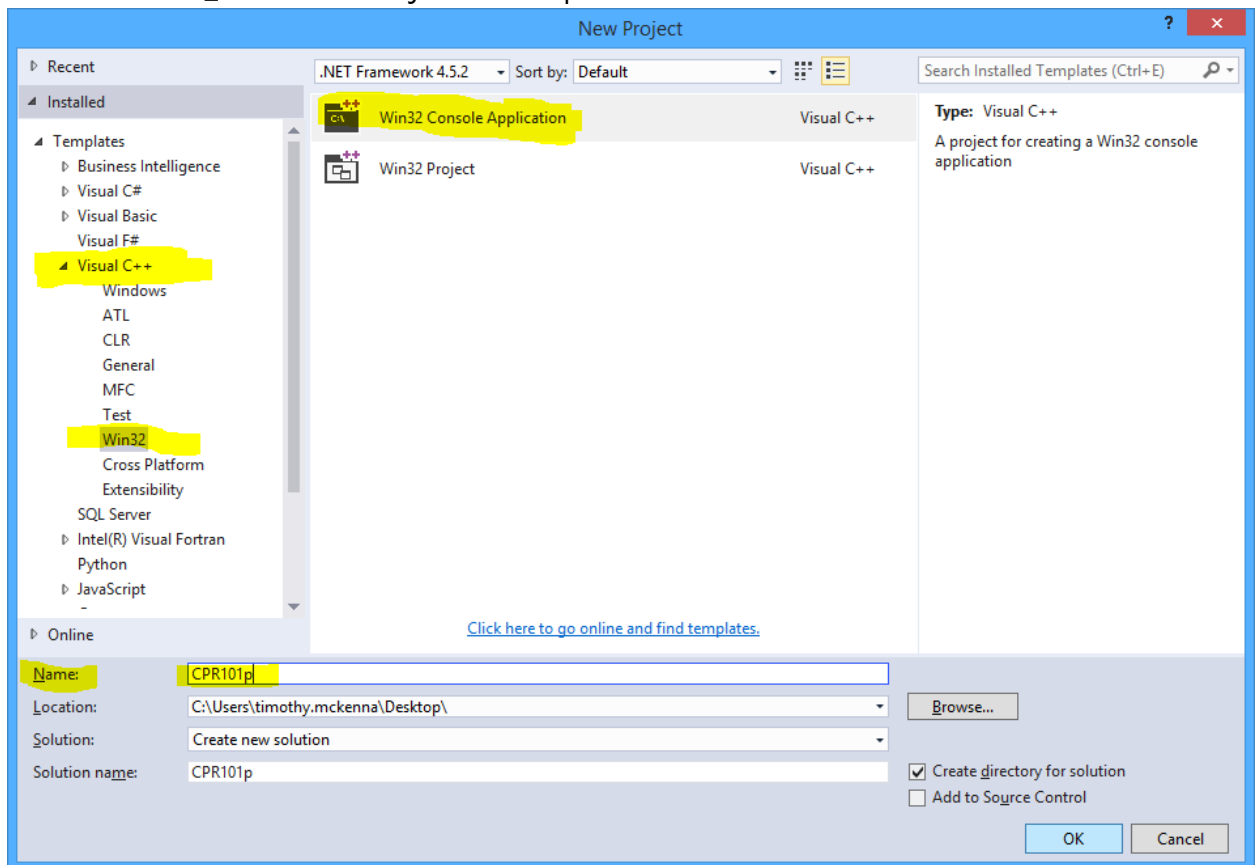 New Project
?
Recent
Installed
Templates
Business Intelligence
Visual C#
Visual Basic
Visual F#
Visual C++
Windows
ATL
CLR
General
MFC
Test
Win32
Cross Platform
Extensibility
SQL Server
Intel(R) Visual Fortran
Python
JavaScript
Online
.NET Framework 4.5.2 Sort by: Default
Win32 Console Application Visual C++
Win32 Project Visual C++
Click here to go online and find templates.
Search Installed Templates (Ctrl+E)
Type: Visual C++
A project for creating a Win32 console
application
Name: CPR101p
Location: C:\Users\timothy.mckenna\Desktop\
Browse...
Solution: Create new solution
Solution name: CPR101p
Create directory for solution
Add to Source Control
OK Cancel